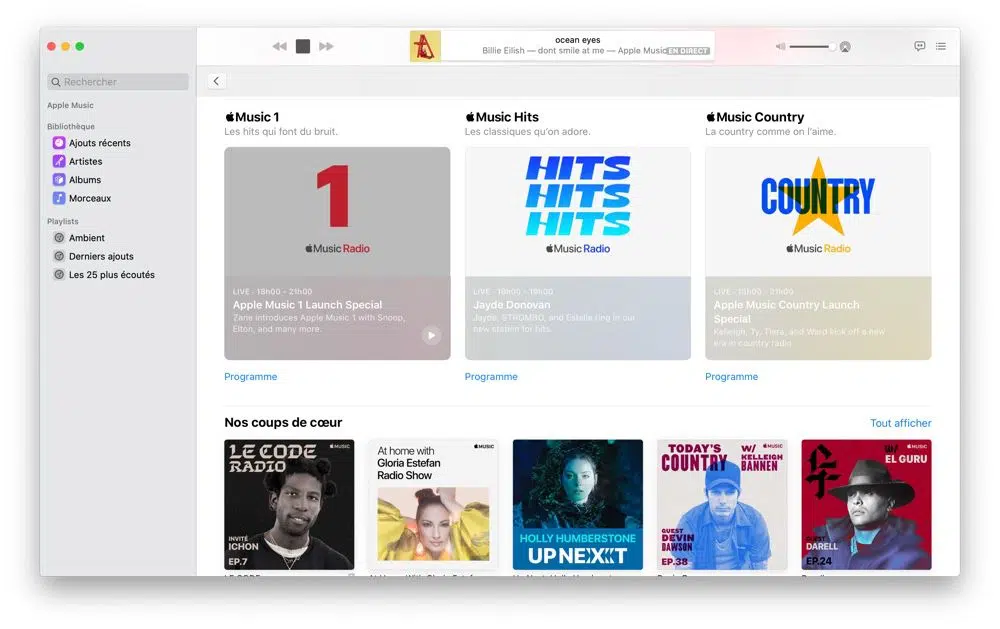 ocean eyes
Billie Eilish — dont smile at me — Apple Music EN DIRECT
Rechercher
Apple Music
Bibliothèque
Ajouts récents
Artistes
Albums
Morceaux
Playlists
Ambient
Derniers ajouts
Les 25 plus écoutés
Music 1
Les hits qui font du bruit.
Music Hits
Les classiques qu'on adore.
Music Country
La country comme on l'aime.
1
Music Radio
LIVE · 18h00 - 21h00
Apple Music 1 Launch Special
Zane introduces Apple Music 1 with Snoop,
Elton, and many more.
HITS
HITS
HITS
Music Radio
LIVE · 18h00 - 19h00
Jayde Donovan
Jayde, STROMBO, and Estelle ring in our
new station for hits.
COUNTRY
Music Radio
LIVE
Apple Music Country Launch
Special
Kelleigh, Ty, Tiera, and Ward kick off a new
era in country radio.
Programme
Programme
Programme
Nos coups de cœur
Tout afficher
MUSIC
LE CODE
RADIO
INVITÉ
ICHON
EP.7
MUSIC
At home with
Gloria Estefan
Radio Show
HOLLY HUMBERSTONE
UP NEXT
MUSIC
TODAY'S
COUNTRY
W/
KELLEIGH
BANNEN
GUEST
DEVIN
DAWSON
EP.38
MUSIC
W/
EL GURU
GUEST
DARELL
EP.24